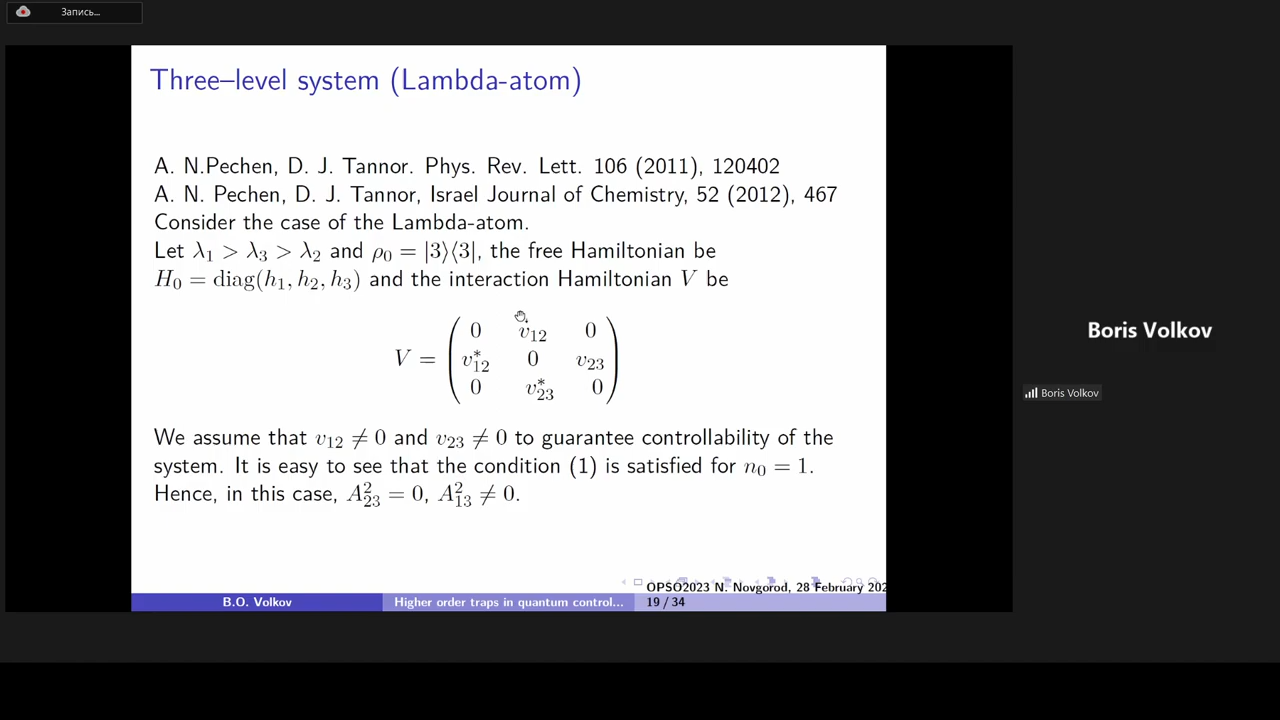 Запись...
Three–level system (Lambda-atom)
A. N.Pechen, D. J. Tannor. Phys. Rev. Lett. 106 (2011), 120402
A. N. Pechen, D. J. Tannor, Israel Journal of Chemistry, 52 (2012), 467
Consider the case of the Lambda-atom.
Let λ₁ > λ₃ > λ₂ and ρ₀ = |3⟩⟨3|, the free Hamiltonian be
H₀ = diag(h₁, h₂, h₃) and the interaction Hamiltonian V be
0 v₁₂ 0
V = v₁₂* 0 v₂₃
0 v₂₃* 0
We assume that v₁₂ ≠ 0 and v₂₃ ≠ 0 to guarantee controllability of the
system. It is easy to see that the condition (1) is satisfied for n₀ = 1.
Hence, in this case, A²₂₃ = 0, A²₁₃ ≠ 0.
OPSO2023 N. Novgorod, 28 February 202
B.O. Volkov
Higher order traps in quantum control...
19 / 34
Boris Volkov
Boris Volkov